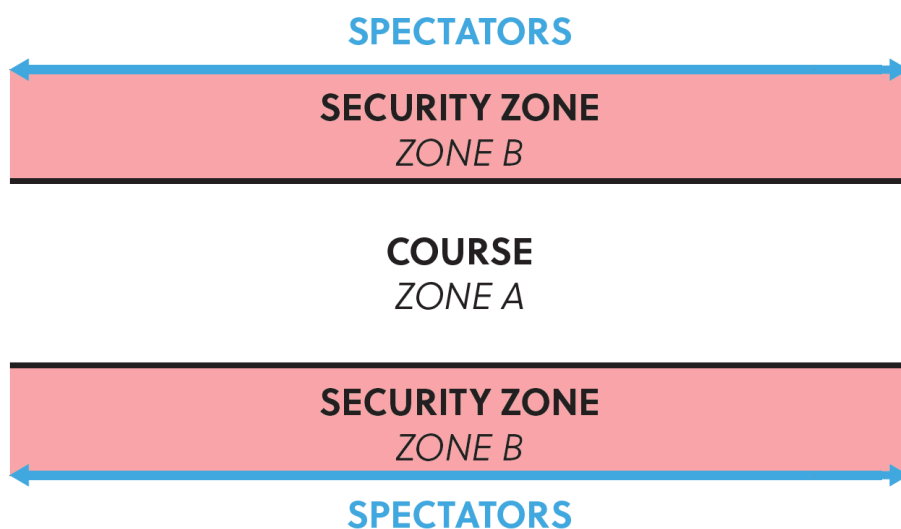 SPECTATORS
SECURITY ZONE
ZONE B
COURSE
ZONE A
SECURITY ZONE
ZONE B
SPECTATORS